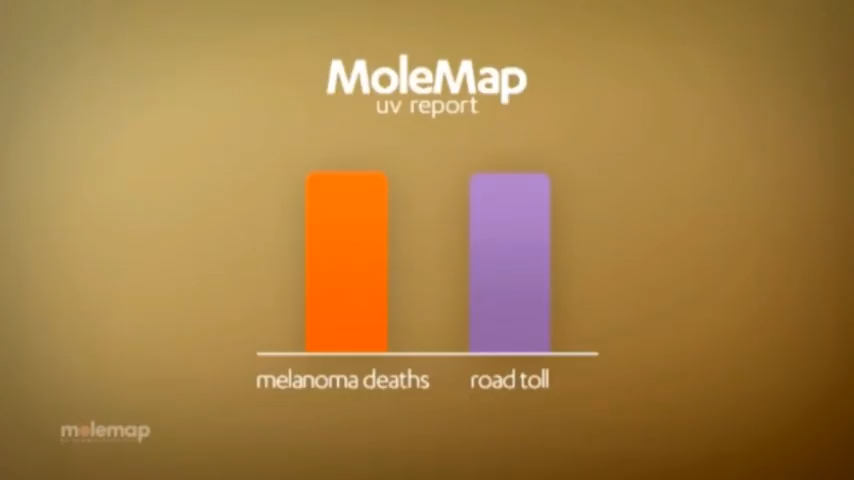 MoleMap
uv report
melanoma deaths
road toll
molemap